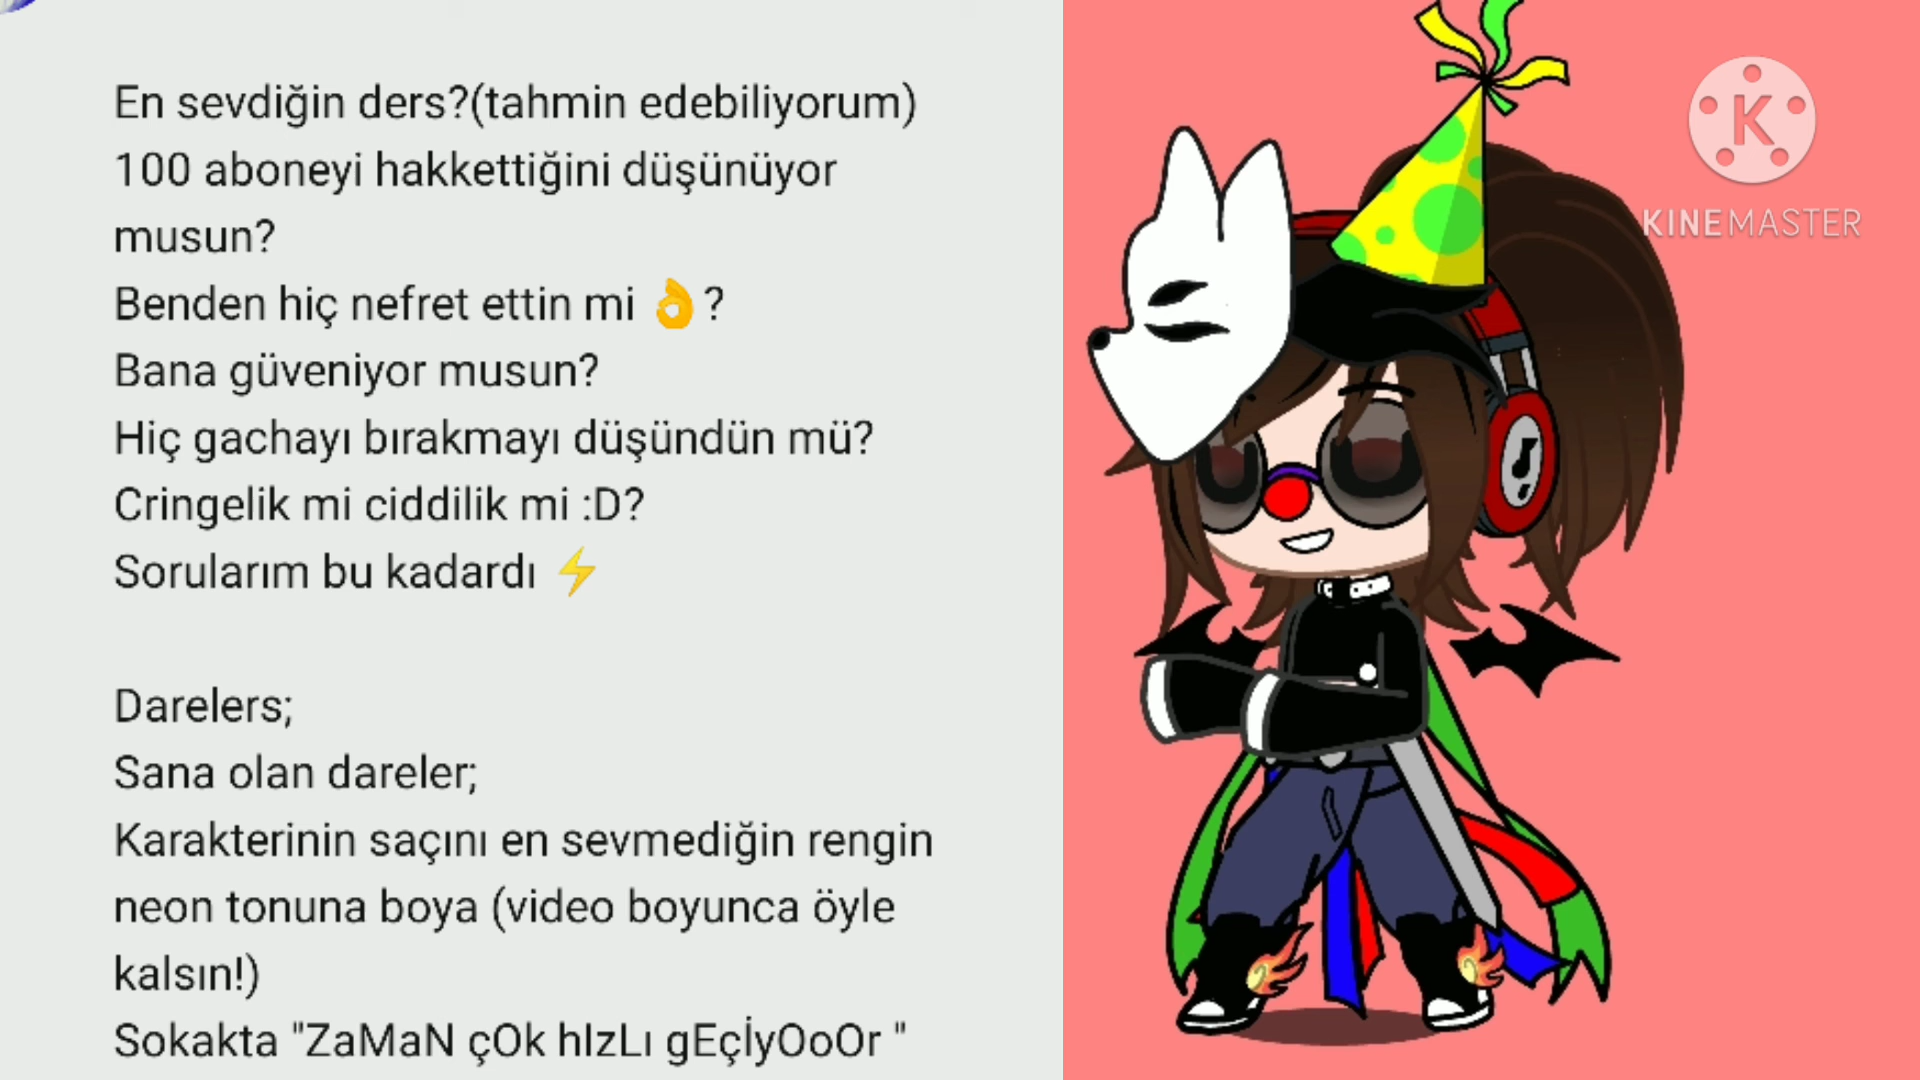 En sevdiğin ders?(tahmin edebiliyorum)
100 aboneyi hakkettiğini düşünüyor
musun?
Benden hiç nefret ettin mi 👌?
Bana güveniyor musun?
Hiç gachayı bırakmayı düşündün mü?
Cringelik mi ciddilik mi :D?
Sorularım bu kadardı ⚡
Darelers;
Sana olan dareler;
Karakterinin saçını en sevmediğin rengin
neon tonuna boya (video boyunca öyle
kalsın!)
Sokakta "ZaMaN çOk hIzLı gEçİyOoOr "
K
KINEMASTER